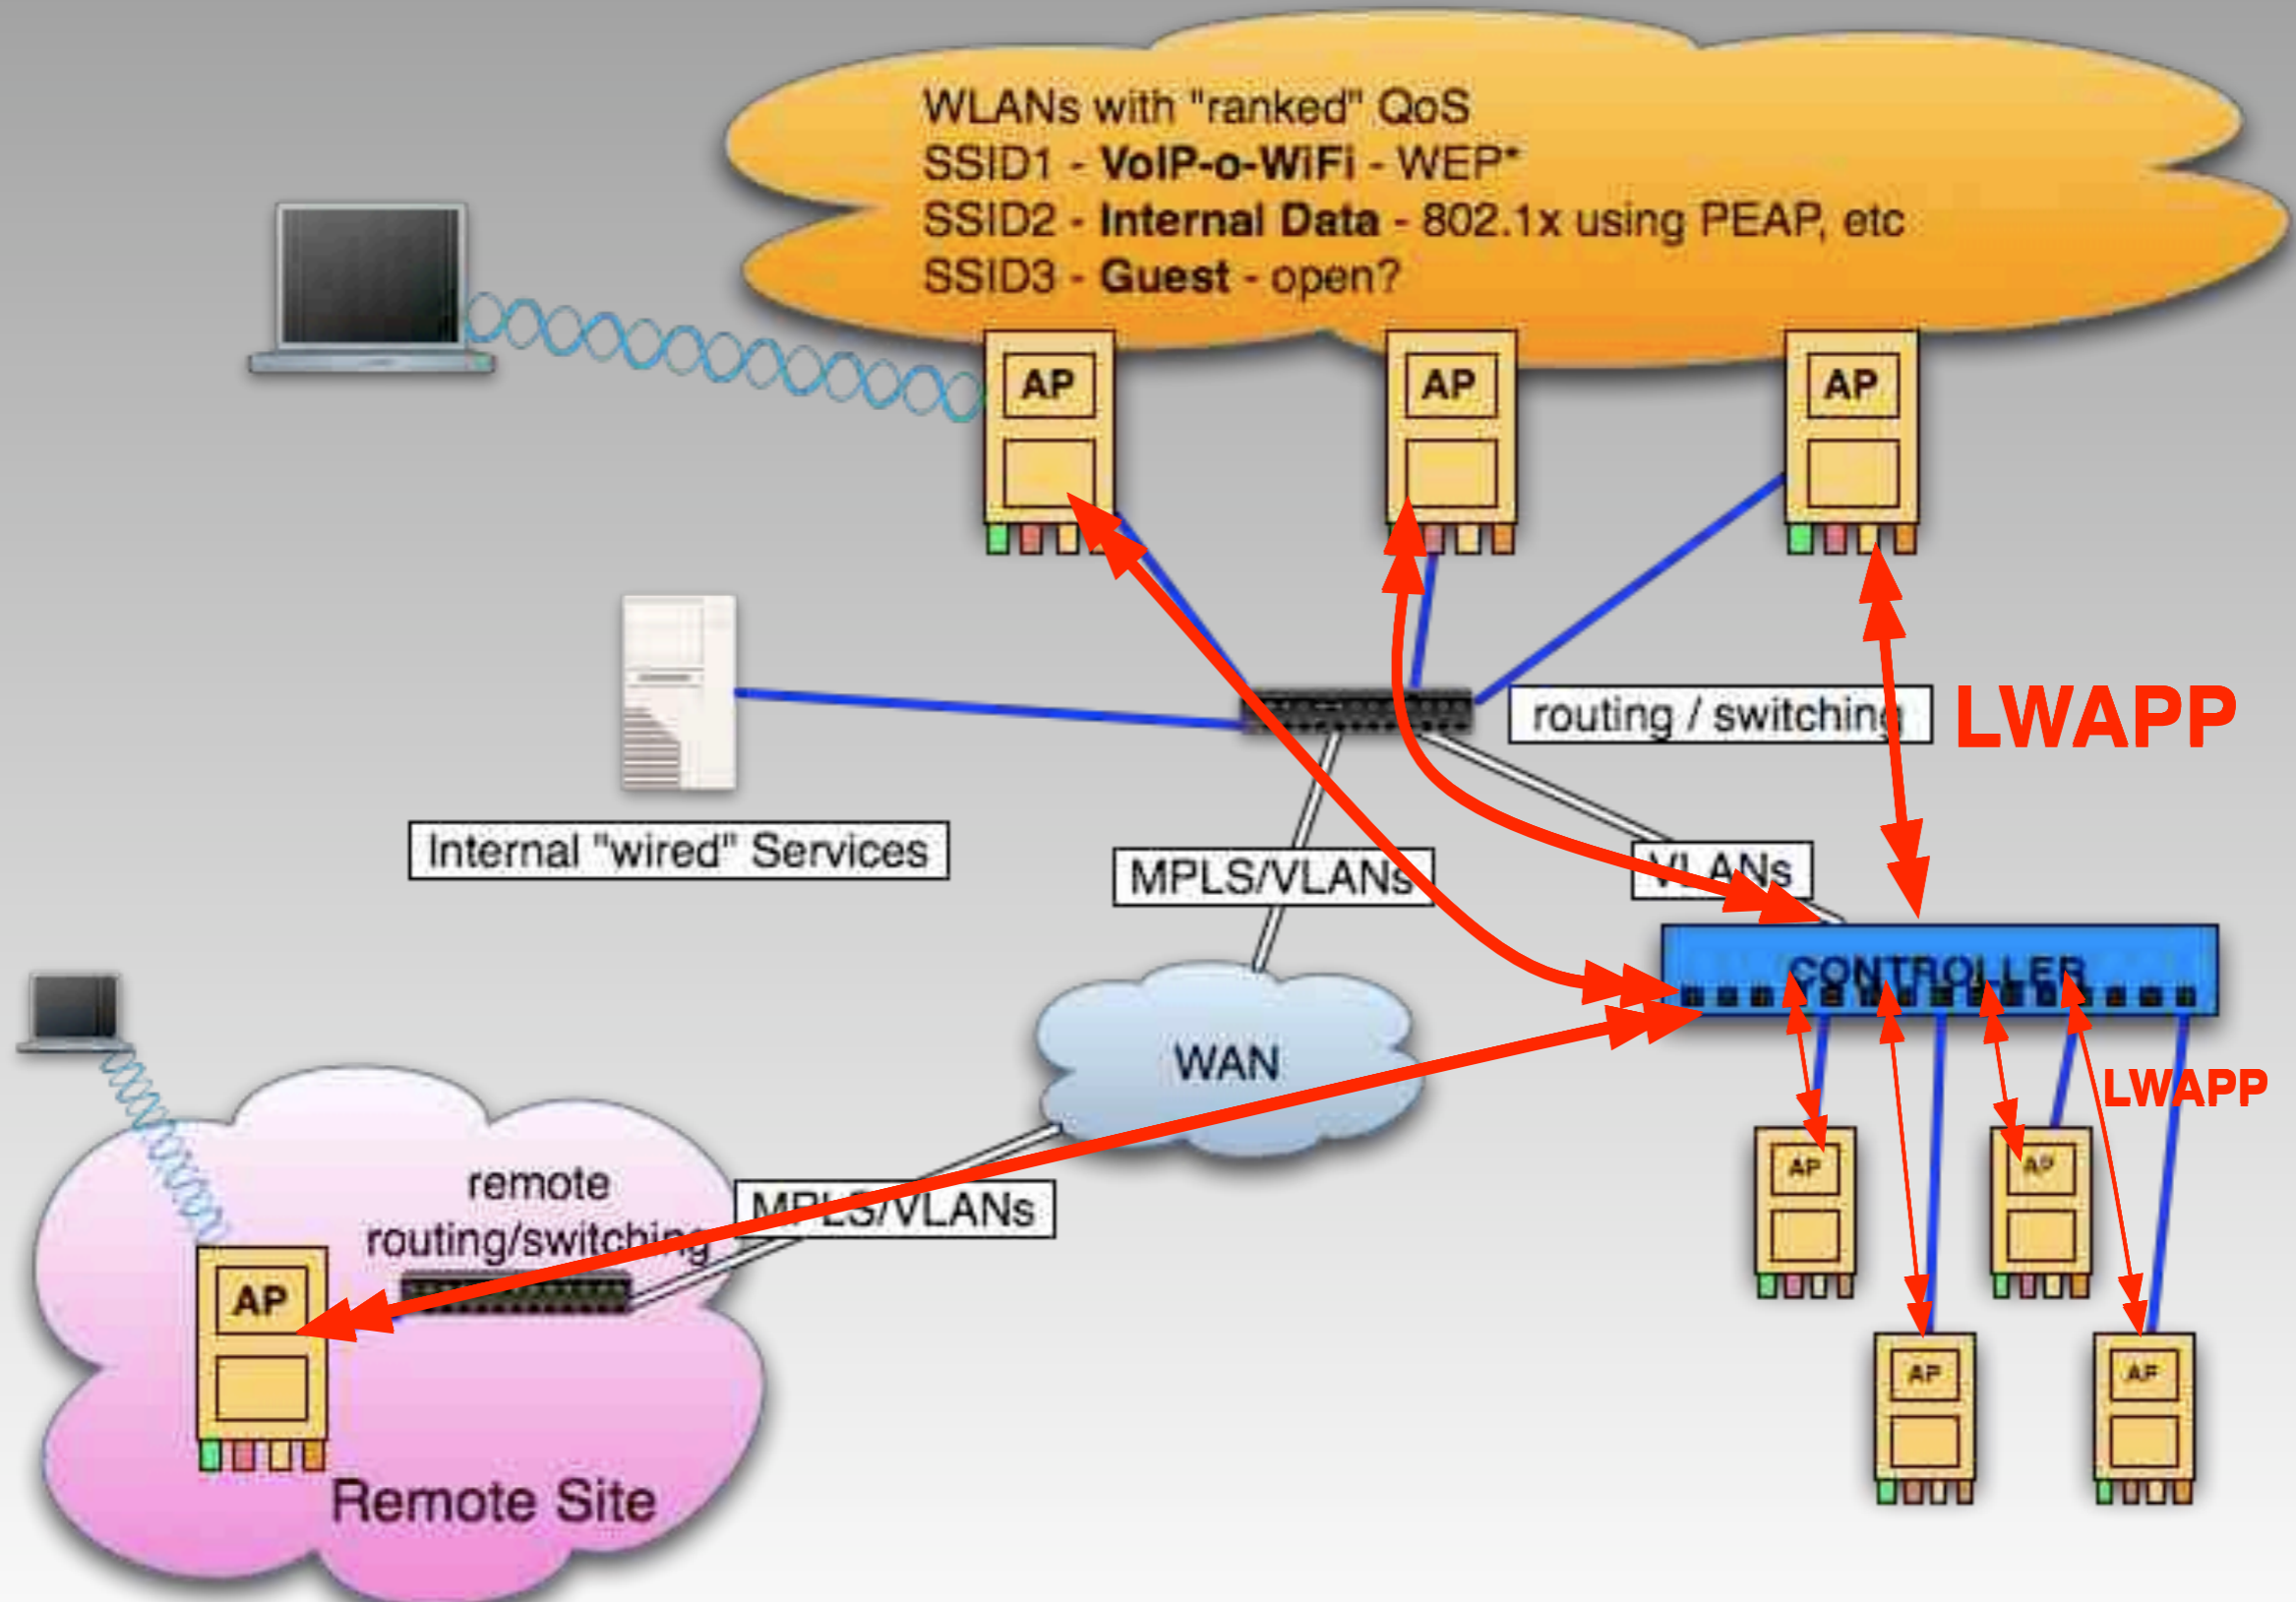 WLANs with "ranked" QoS
SSID1 - VoIP-o-WiFi - WEP*
SSID2 - Internal Data - 802.1x using PEAP, etc
SSID3 - Guest - open?
AP
AP
AP
routing / switching
LWAPP
Internal "wired" Services
MPLS/VLANs
VLANs
CONTROLLER
WAN
LWAPP
AP
AP
remote
routing/switching
MPLS/VLANs
AP
AP
AP
Remote Site